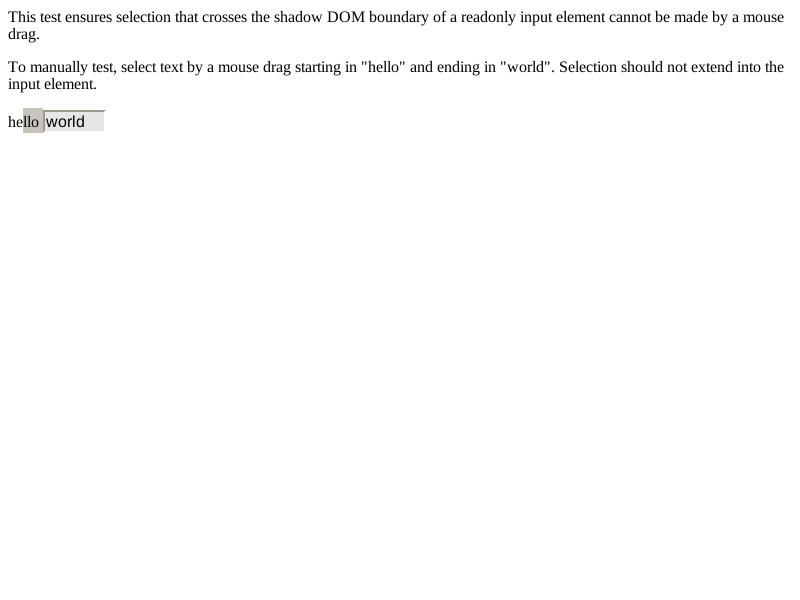 This test ensures selection that crosses the shadow DOM boundary of a readonly input element cannot be made by a mouse
drag.
To manually test, select text by a mouse drag starting in "hello" and ending in "world". Selection should not extend into the
input element.
hello world